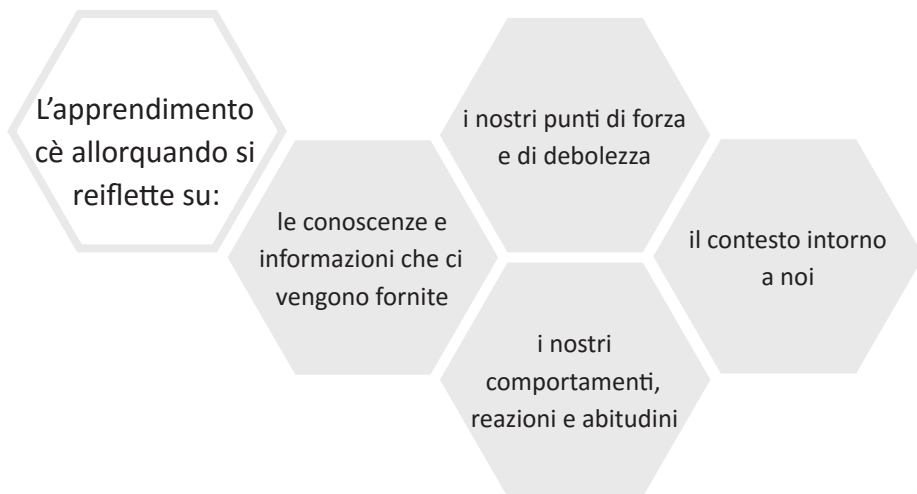 L’apprendimento
cè allorquando si
reiflette su:
le conoscenze e
informazioni che ci
vengono fornite
i nostri punti di forza
e di debolezza
i nostri
comportamenti,
reazioni e abitudini
il contesto intorno
a noi